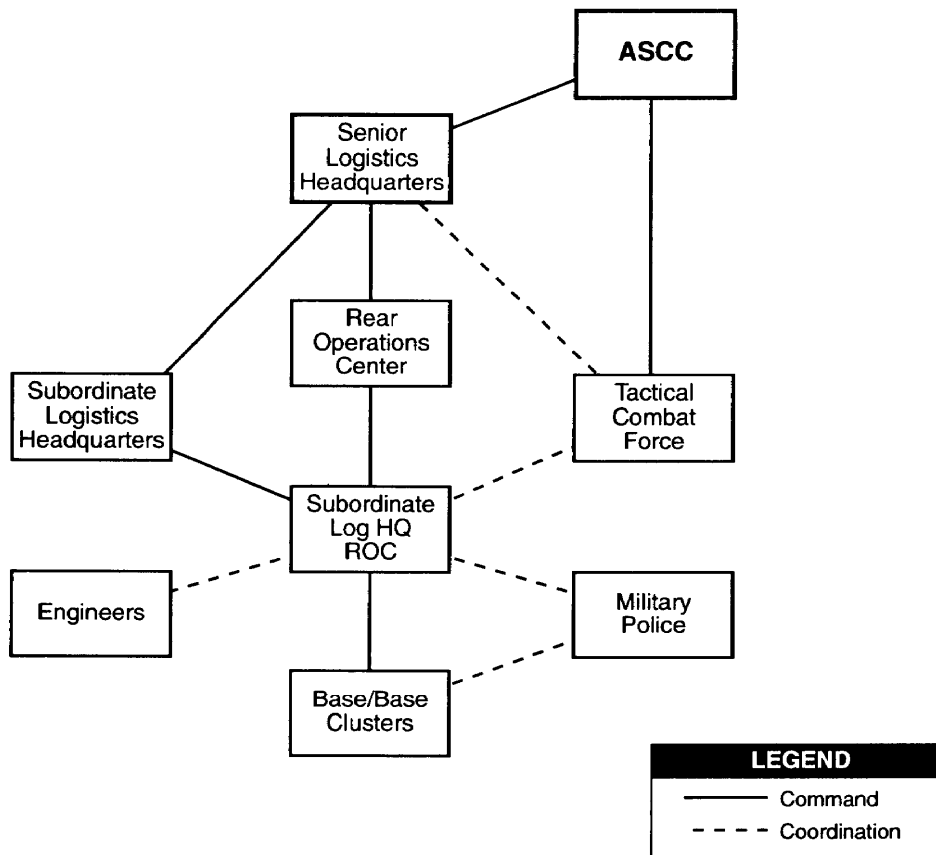 ASCC
Senior
Logistics
Headquarters
Rear
Operations
Center
Subordinate
Logistics
Headquarters
Tactical
Combat
Force
Subordinate
Log HQ
ROC
Engineers
Military
Police
Base/Base
Clusters
LEGEND
Command
Coordination